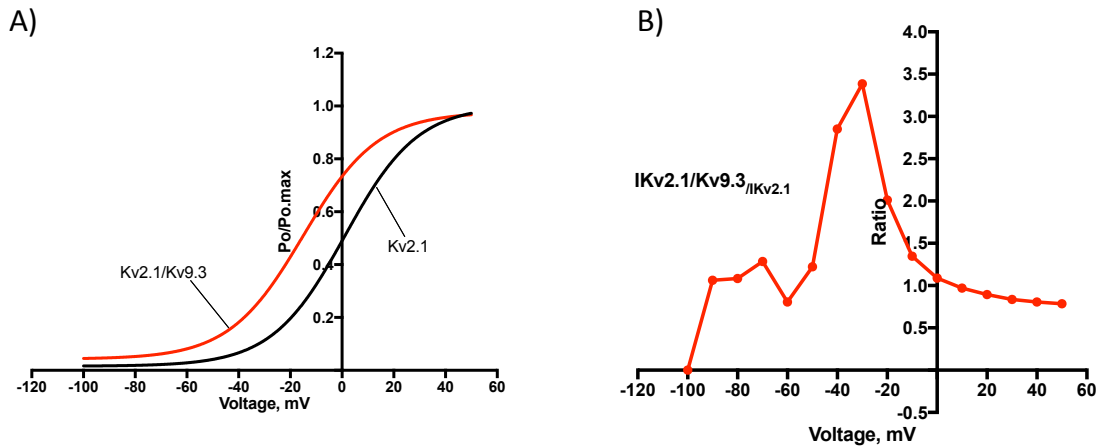 A)
1.2
1.0
0.8
0.6
0.4
0.2
Po/Po.max
Kv2.1/Kv9.3
Kv2.1
-120 -100 -80 -60 -40 -20 0 20 40 60
Voltage, mV
B)
4.0
3.5
3.0
2.5
2.0
1.5
1.0
0.5
-0.5
Ratio
IKv2.1/Kv9.3/IKv2.1
-120 -100 -80 -60 -40 -20 20 40 60
Voltage, mV